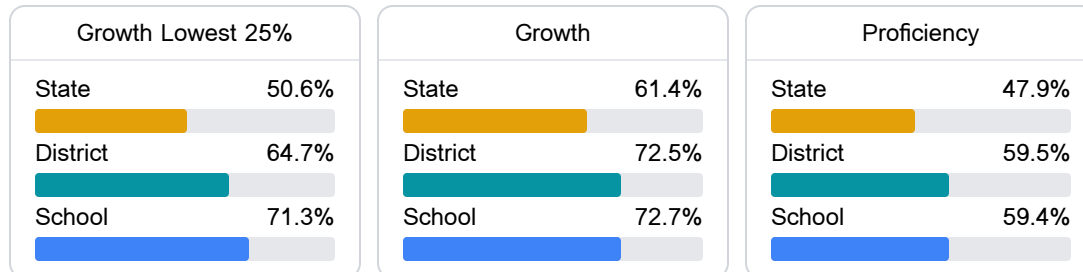 Growth Lowest 25%
State 50.6%
District 64.7%
School 71.3%
Growth
State 61.4%
District 72.5%
School 72.7%
Proficiency
State 47.9%
District 59.5%
School 59.4%